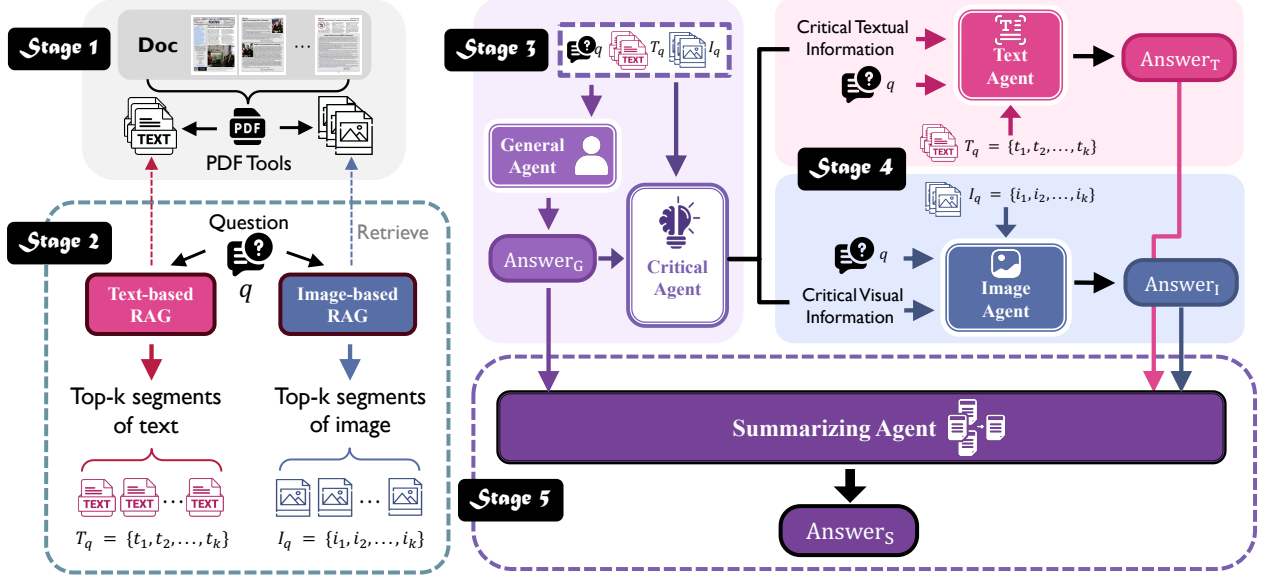 Stage 1
Doc
...
TEXT
PDF
PDF Tools
Stage 2
Question
q
Retrieve
Text-based
RAG
Image-based
RAG
Top-k segments
of text
Top-k segments
of image
TEXT TEXT ... TEXT
...
T_q = {t_1, t_2, ..., t_k}
I_q = {i_1, i_2, ..., i_k}
Stage 3
q TEXT T_q I_q
General
Agent
Answer_G
Critical
Agent
Stage 4
Critical Textual
Information
q
T
Text
Agent
Answer_T
TEXT T_q = {t_1, t_2, ..., t_k}
I_q = {i_1, i_2, ..., i_k}
q
Critical Visual
Information
Image
Agent
Answer_I
Summarizing Agent
Stage 5
Answer_S